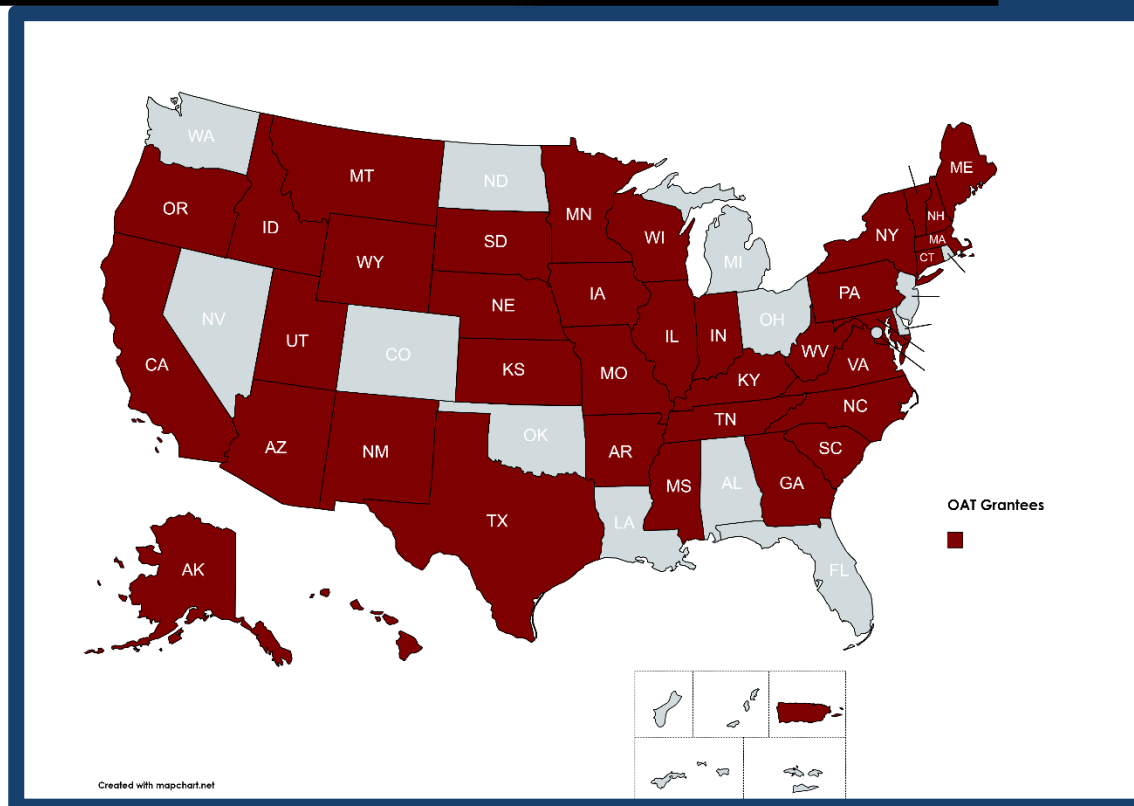 WA
MT
ND
ME
OR
ID
MN
NH
SD
WI
NY
MA
WY
MI
CT
NE
IA
PA
NV
UT
CO
IL
IN
OH
CA
KS
MO
WV
VA
KY
NC
AZ
NM
OK
AR
TN
SC
MS
AL
GA
TX
LA
OAT Grantees
AK
FL
Created with mapchart.net